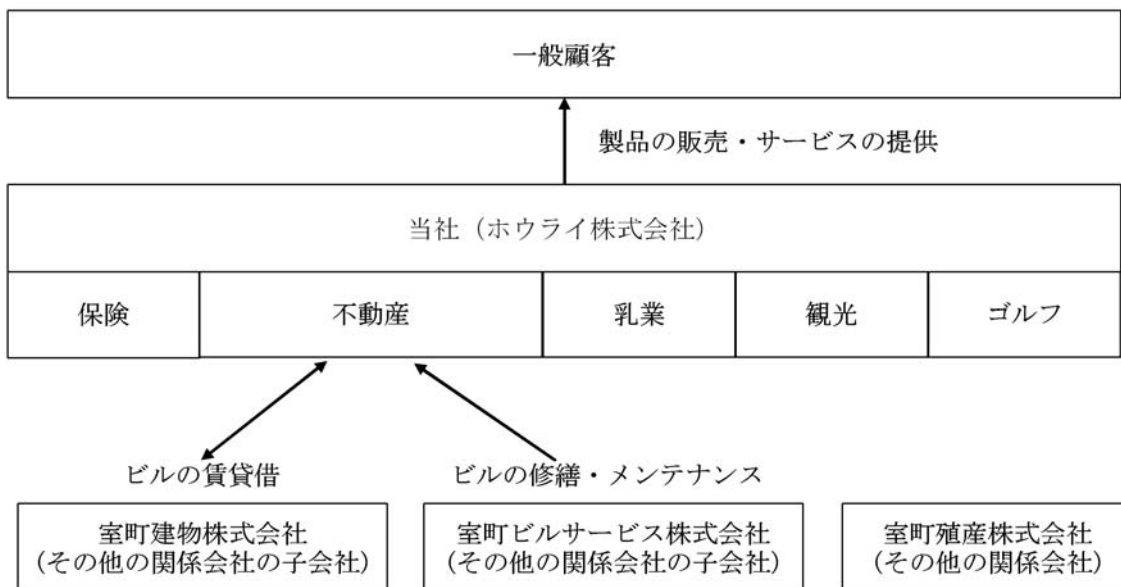 一般顧客
製品の販売・サービスの提供
当社（ホウライ株式会社）
保険
不動産
乳業
観光
ゴルフ
ビルの賃貸借
ビルの修繕・メンテナンス
室町建物株式会社
(その他の関係会社の子会社)
室町ビルサービス株式会社
(その他の関係会社の子会社)
室町殖産株式会社
(その他の関係会社)